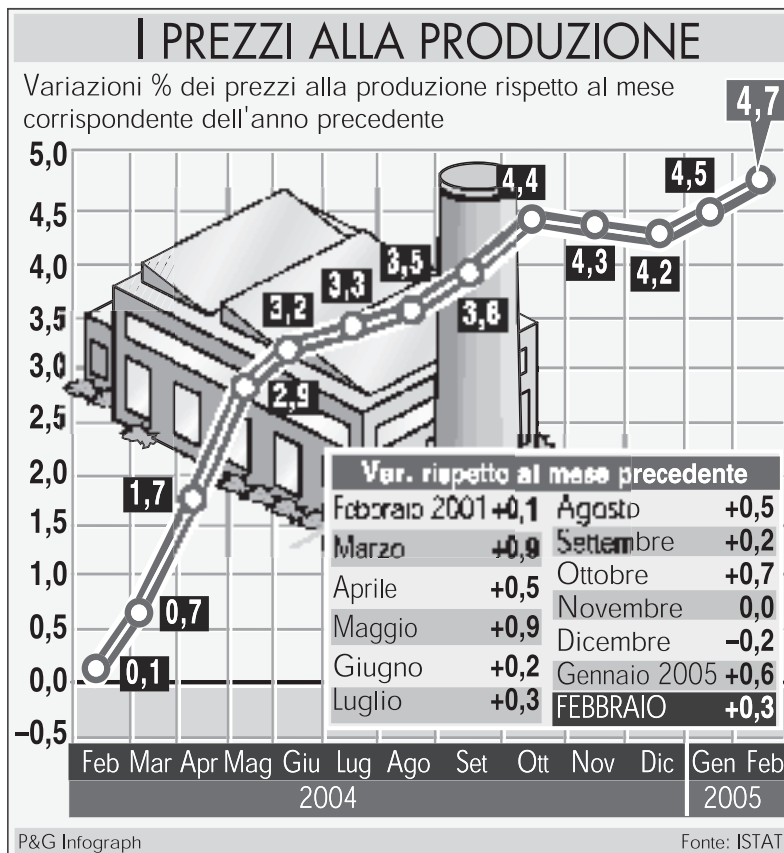 I PREZZI ALLA PRODUZIONE
Variazioni % dei prezzi alla produzione rispetto al mese
corrispondente dell'anno precedente
5,0
4,5
4,0
3,5
3,0
2,5
2,0
1,5
1,0
0,5
0,0
–0,5
0,1
0,7
1,7
2,9
3,2
3,3
3,5
3,8
4,4
4,3
4,2
4,5
4,7
Var. rispetto al mese precedente
Febbraio 2001 +0,1
Marzo +0,9
Aprile +0,5
Maggio +0,9
Giugno +0,2
Luglio +0,3
Agosto +0,5
Settembre +0,2
Ottobre +0,7
Novembre 0,0
Dicembre –0,2
Gennaio 2005 +0,6
FEBBRAIO +0,3
Feb Mar Apr Mag Giu Lug Ago Set Ott Nov Dic Gen Feb
2004 2005
P&G Infograph Fonte: ISTAT